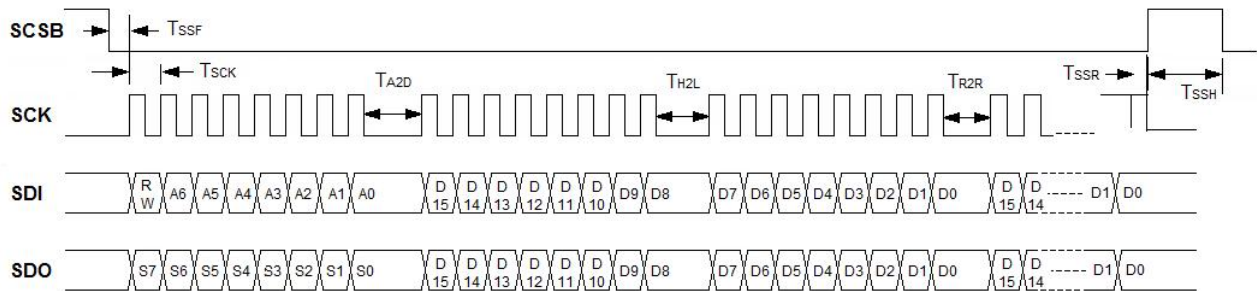 SCSB TSSF
TSCK TA2D TH2L TR2R TSSR TSSH
SCK
SDI R W A6 A5 A4 A3 A2 A1 A0 D 15 D 14 D 13 D 12 D 11 D 10 D9 D8 D7 D6 D5 D4 D3 D2 D1 D0 D 15 D 14 D1 D0
SDO S7 S6 S5 S4 S3 S2 S1 S0 D 15 D 14 D 13 D 12 D 11 D 10 D9 D8 D7 D6 D5 D4 D3 D2 D1 D0 D 15 D 14 D1 D0